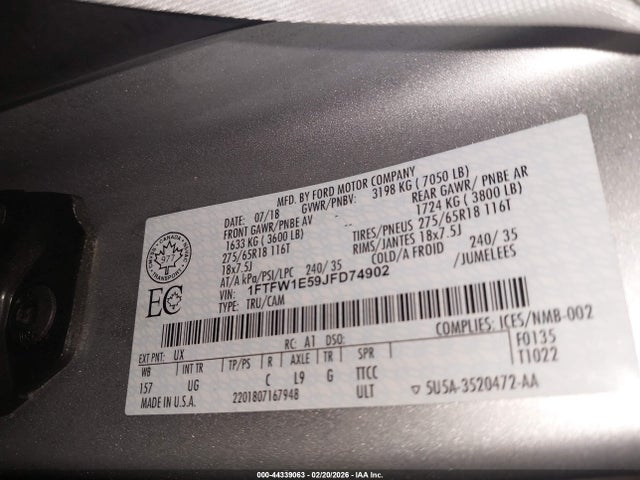 MFD. BY FORD MOTOR COMPANY
DATE: 07/18 GVWR/PNBV: 3198 KG ( 7050 LB)
FRONT GAWR/PNBE AV REAR GAWR/ PNBE AR
1633 KG ( 3600 LB) 1724 KG ( 3800 LB)
275/65R18 116T TIRES/PNEUS 275/65R18 116T
18x7.5J RIMS/JANTES 18x7.5J
AT/A kPa/PSI/LPC 240/ 35 COLD/A FROID 240/ 35
/JUMELEES
VIN: 1FTFW1E59JFD74902
TYPE: TRU/CAM
CANADA
977
TRANSPORT
EC
COMPLIES: ICES/NMB-002
EXT PNT: UX RC: A1 DSO: F0135
WB INT TR TP/PS R AXLE TR SPR T1022
157 UG C L9 G TTCC
MADE IN U.S.A. 2201807167948 ULT ▽ 5U5A-3520472-AA
000-44339063 - 02/20/2026 - IAA Inc.